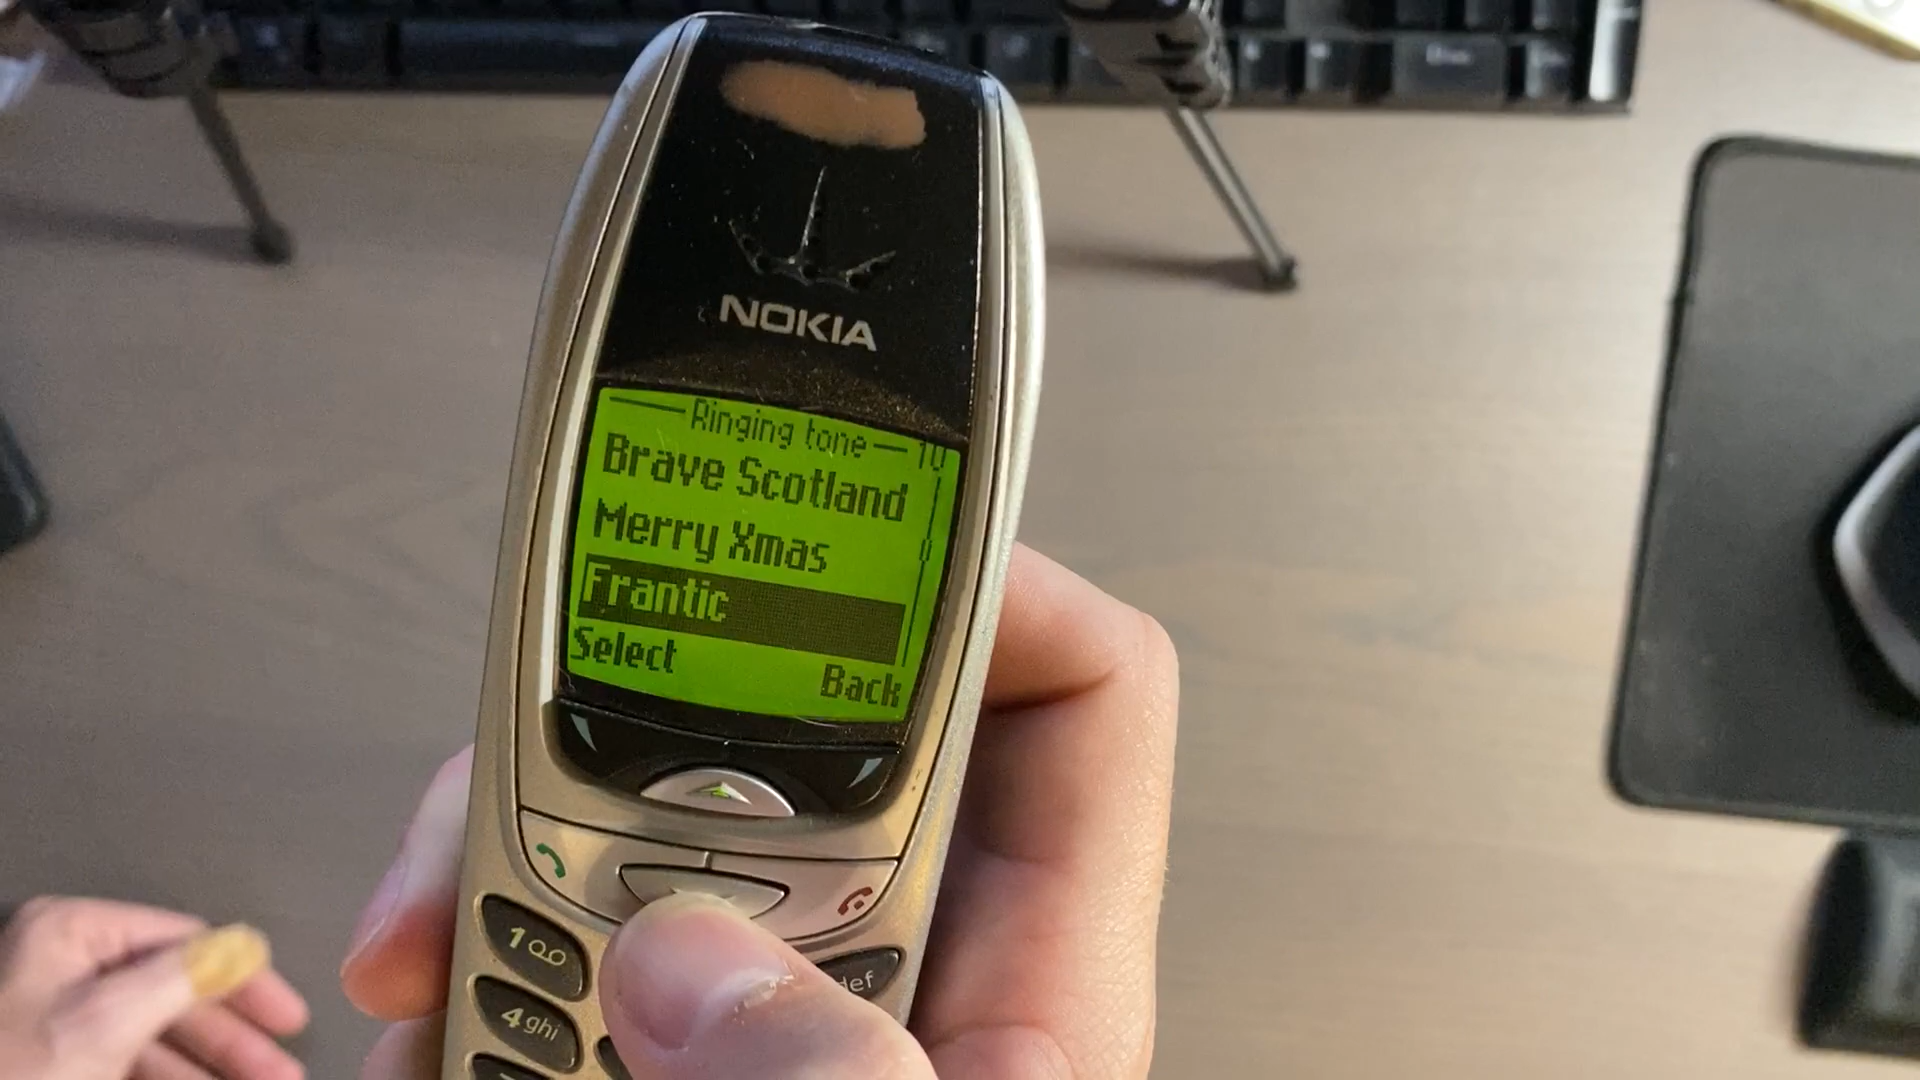 NOKIA
Ringing tone 10
Brave Scotland
Merry Xmas
Frantic
Select
Back
1
def
4 ghi